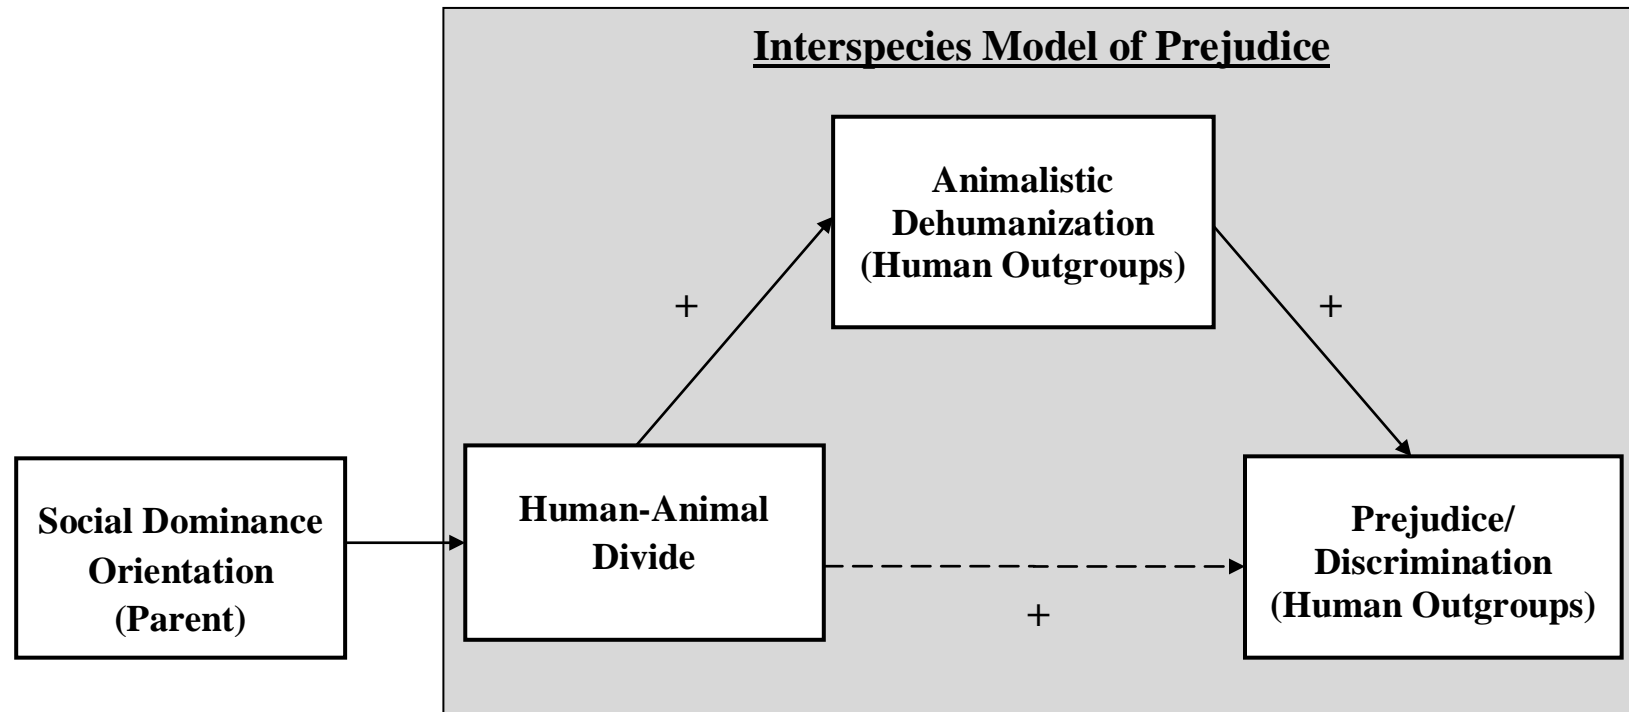 Interspecies Model of Prejudice
Animalistic
Dehumanization
(Human Outgroups)
+
+
Social Dominance
Orientation
(Parent)
Human-Animal
Divide
Prejudice/
Discrimination
(Human Outgroups)
+